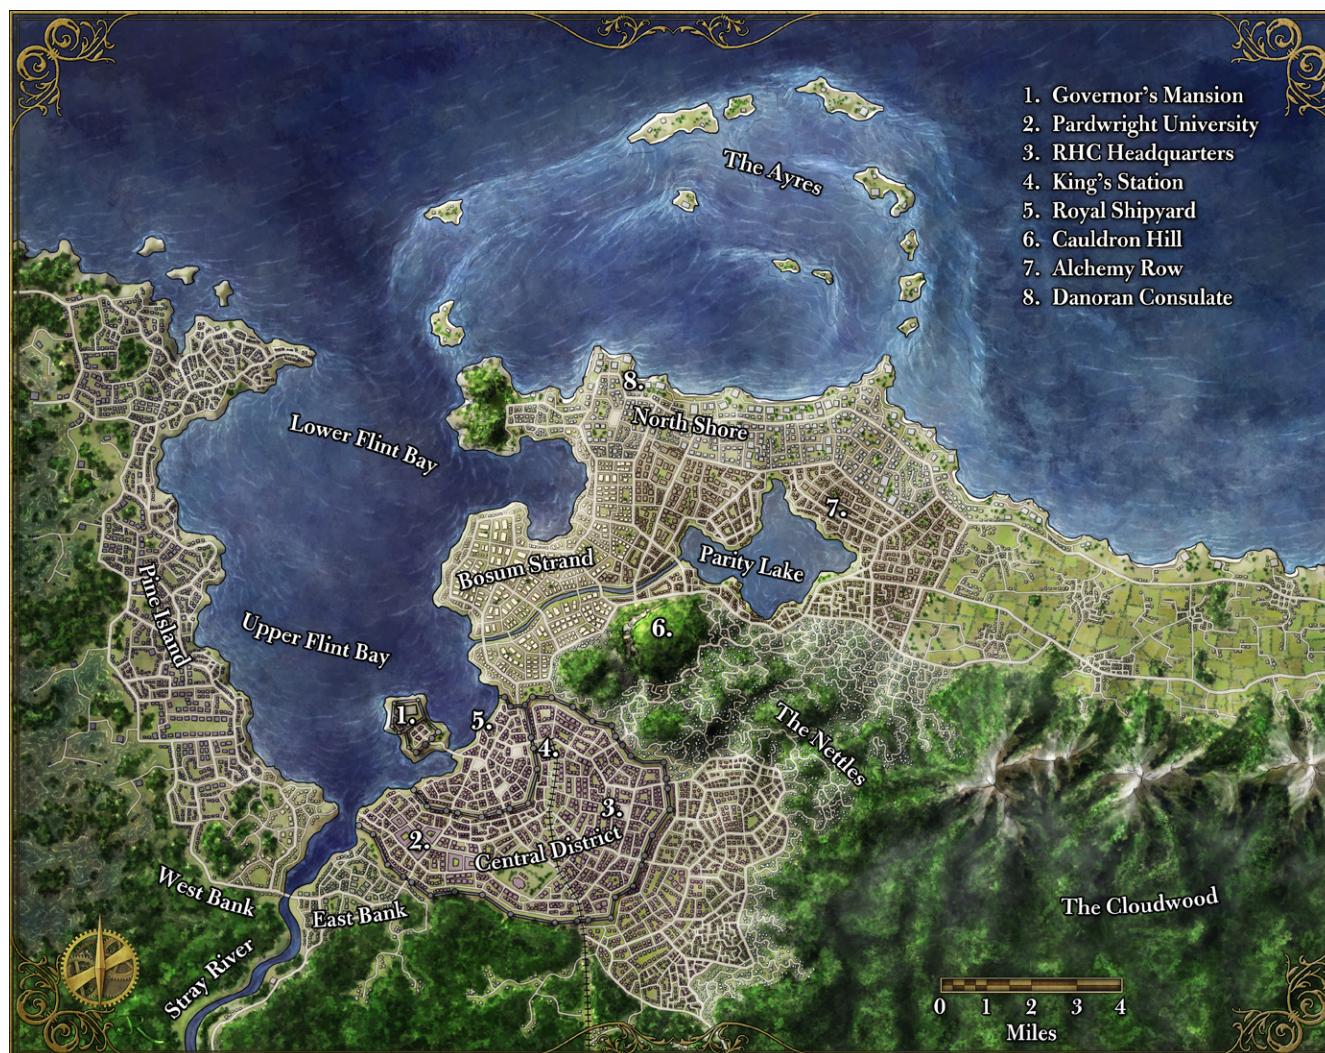 1. Governor's Mansion
2. Pardwright University
3. RHC Headquarters
4. King's Station
5. Royal Shipyard
6. Cauldron Hill
7. Alchemy Row
8. Danoran Consulate
The Ayres
8.
North Shore
Lower Flint Bay
7.
Parity Lake
Bosum Strand
Pine Island
6.
Upper Flint Bay
1.
5.
4.
The Nettles
3.
2.
Central District
West Bank
East Bank
The Cloudwood
Stray River
0 1 2 3 4
Miles